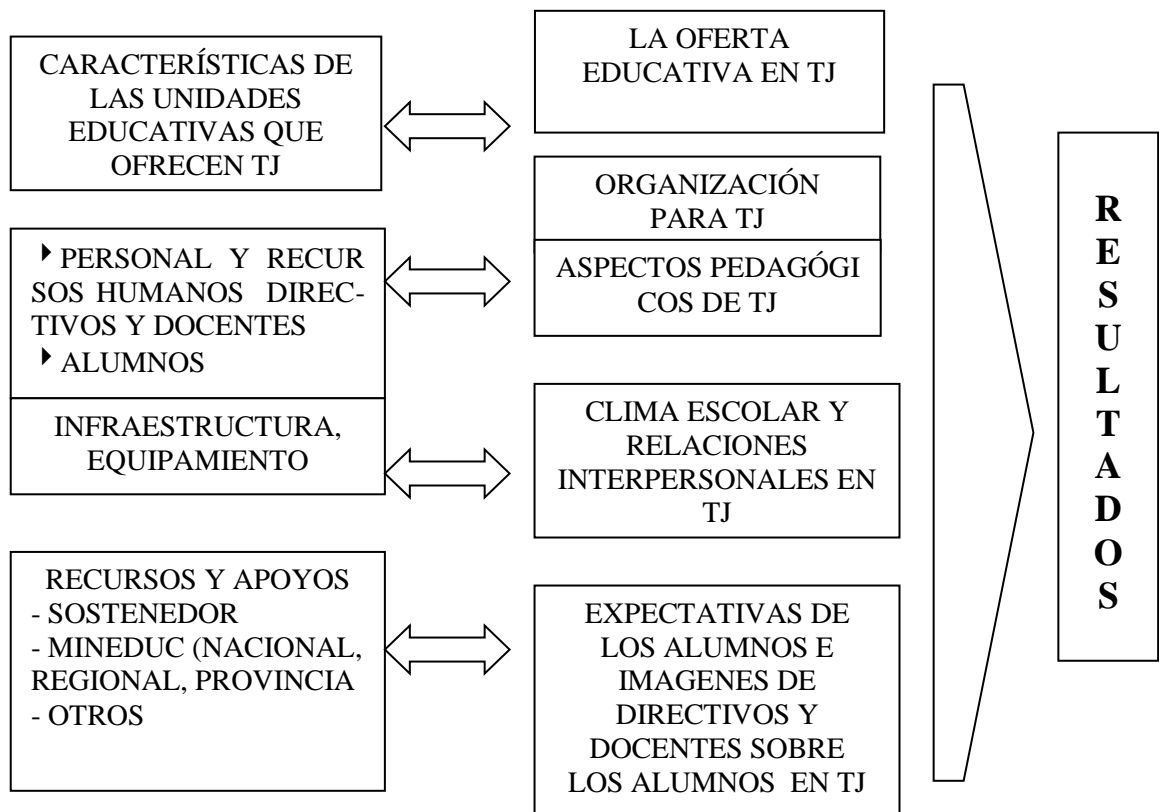 CARACTERÍSTICAS DE
LAS UNIDADES
EDUCATIVAS QUE
OFRECEN TJ
PERSONAL Y RECUR
SOS HUMANOS DIREC-
TIVOS Y DOCENTES
ALUMNOS
INFRAESTRUCTURA,
EQUIPAMIENTO
RECURSOS Y APOYOS
- SOSTENEDOR
- MINEDUC (NACIONAL,
REGIONAL, PROVINCIA
- OTROS
LA OFERTA
EDUCATIVA EN TJ
ORGANIZACIÓN
PARA TJ
ASPECTOS PEDAGÓGI
COS DE TJ
CLIMA ESCOLAR Y
RELACIONES
INTERPERSONALES EN
TJ
EXPECTATIVAS DE
LOS ALUMNOS E
IMAGENES DE
DIRECTIVOS Y
DOCENTES SOBRE
LOS ALUMNOS EN TJ
RESULTADOS